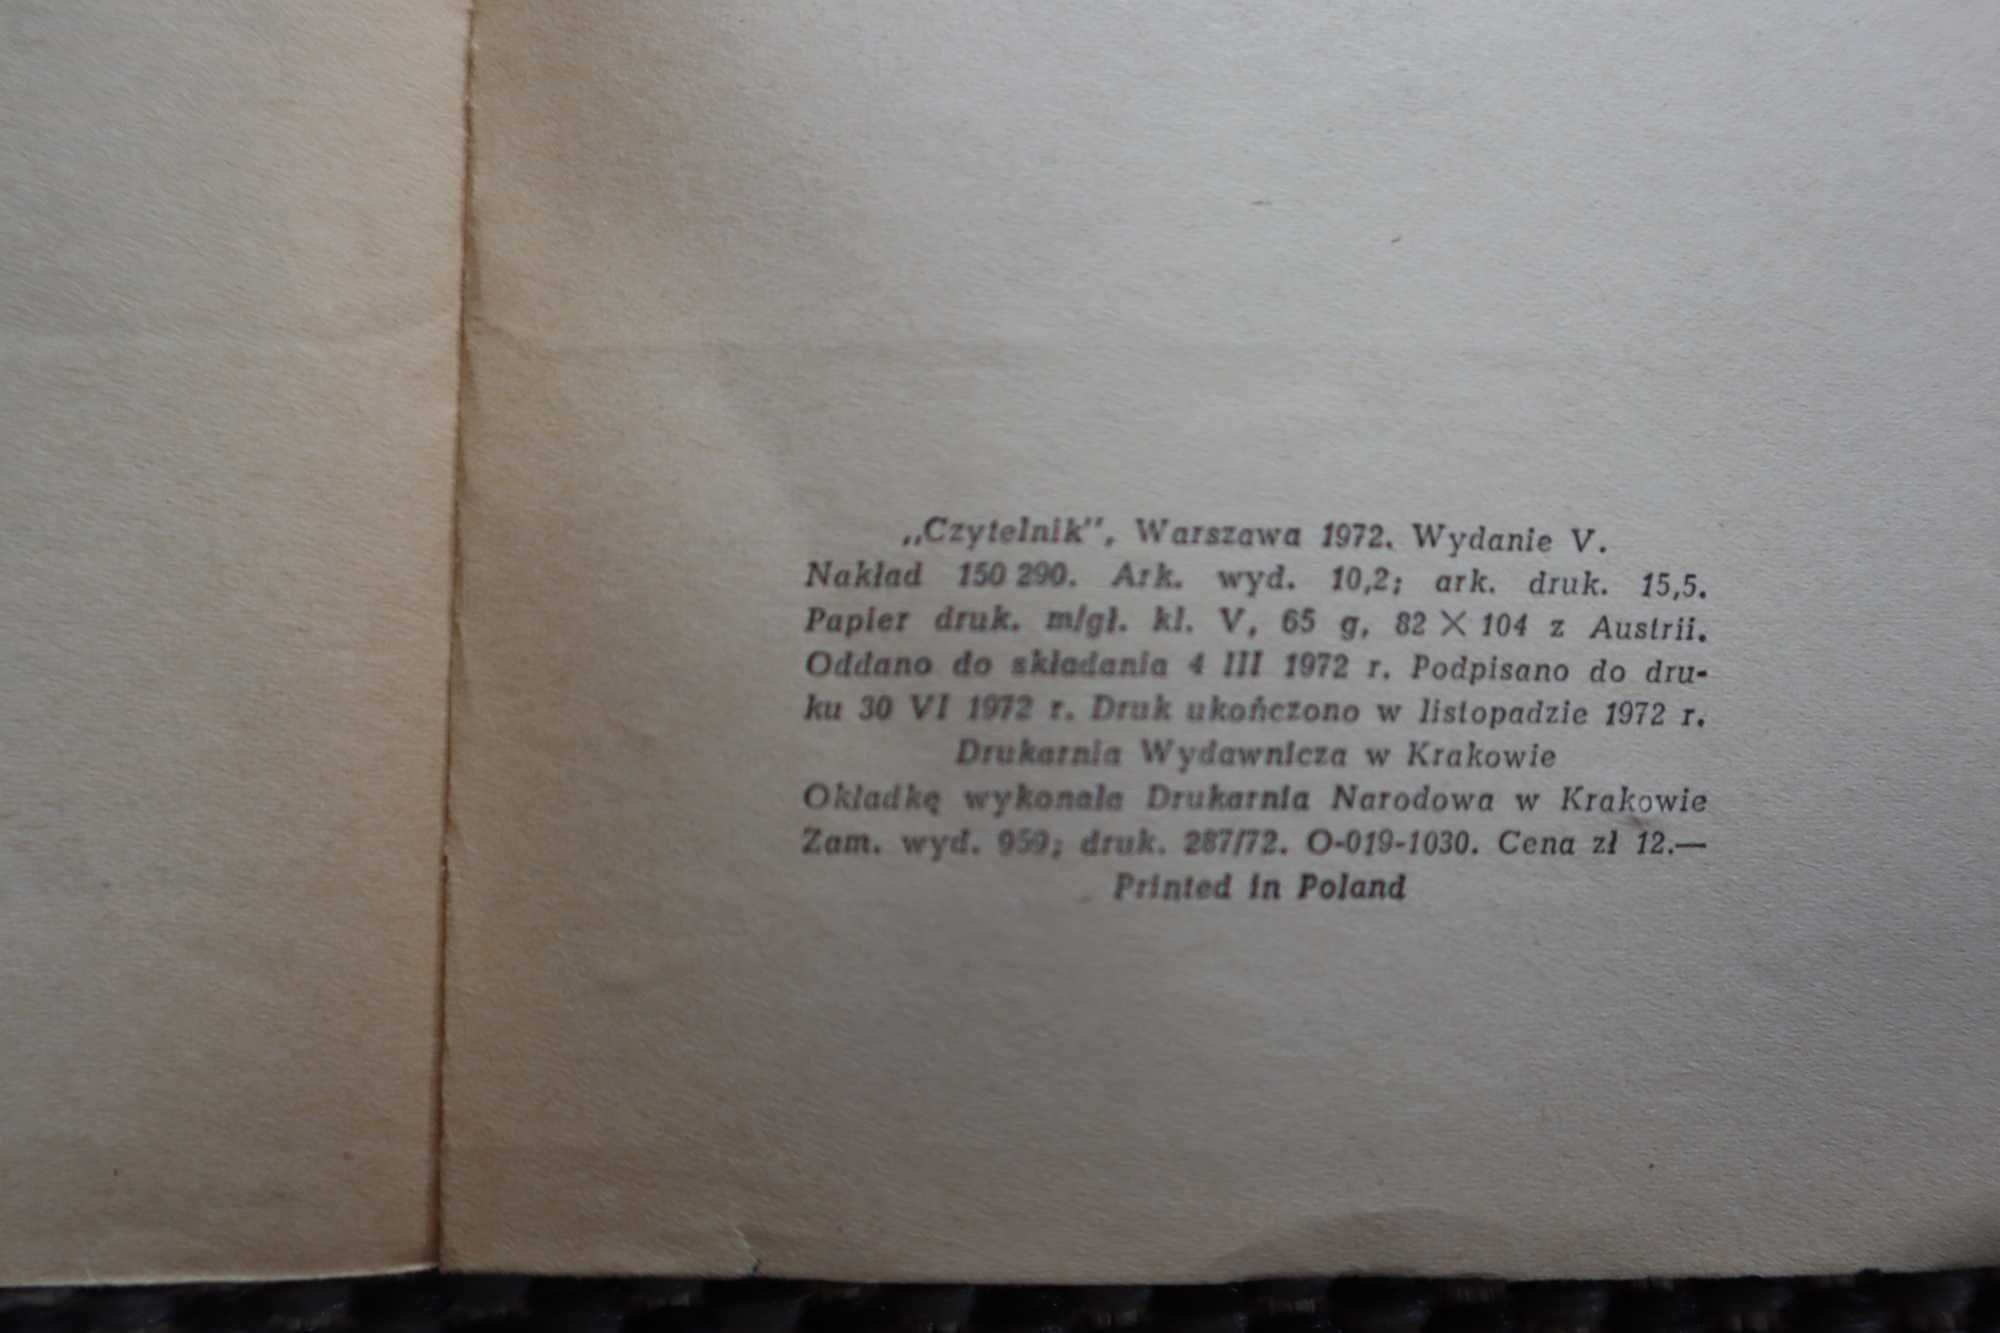 „Czytelnik”, Warszawa 1972. Wydanie V.
Nakład 150 290. Ark. wyd. 10,2; ark. druk. 15,5.
Papier druk. m/gł. kl. V, 65 g, 82 × 104 z Austrii.
Oddano do składania 4 III 1972 r. Podpisano do dru-
ku 30 VI 1972 r. Druk ukończono w listopadzie 1972 r.
Drukarnia Wydawnicza w Krakowie
Okładkę wykonała Drukarnia Narodowa w Krakowie
Zam. wyd. 959; druk. 287/72. O-019-1030. Cena zł 12.—
Printed in Poland